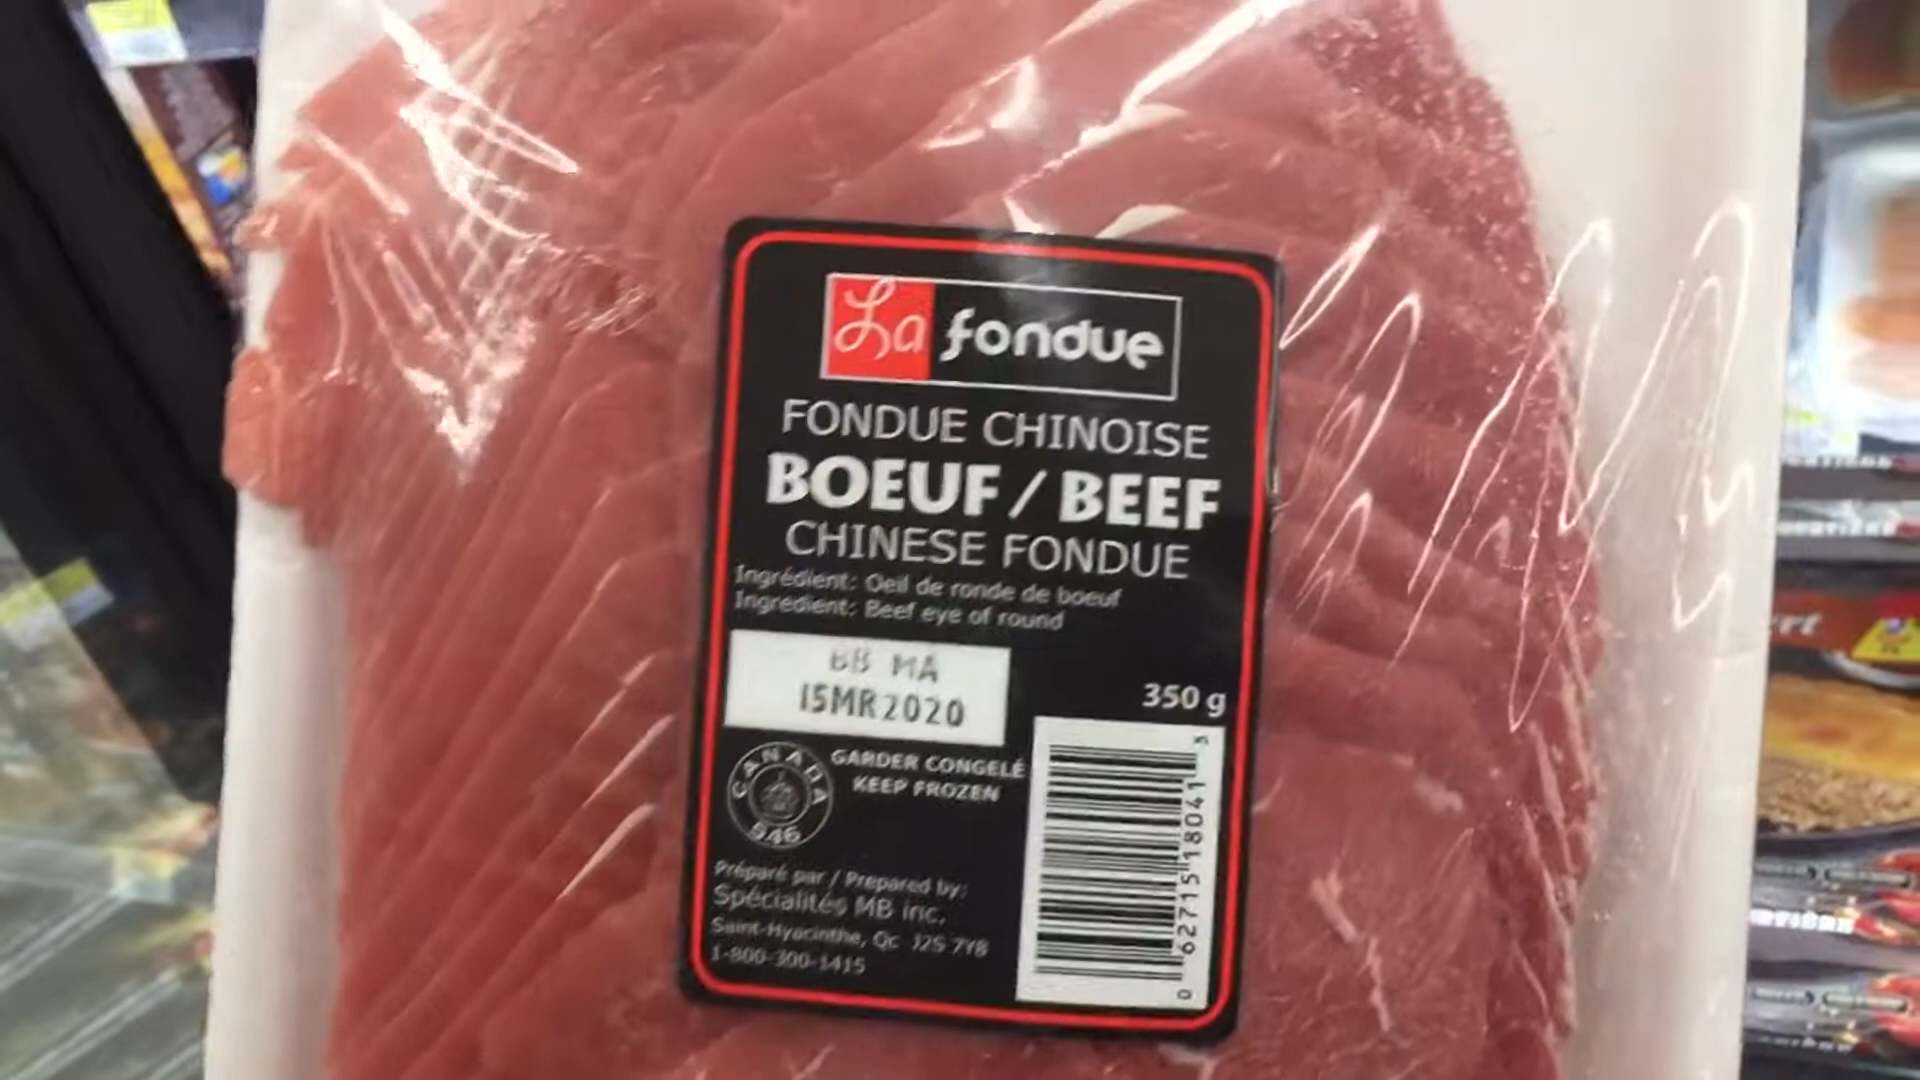 La fondue
FONDUE CHINOISE
BOEUF / BEEF
CHINESE FONDUE
Ingrédient: Oeil de ronde de boeuf
Ingredient: Beef eye of round
BB MA
15MR2020
350 g
CANADA
546
GARDER CONGELÉ
KEEP FROZEN
Préparé par / Prepared by:
Spécialités MB inc.
Saint-Hyacinthe, Qc J2S 7Y8
1-800-300-1415
0 62715 18041 3